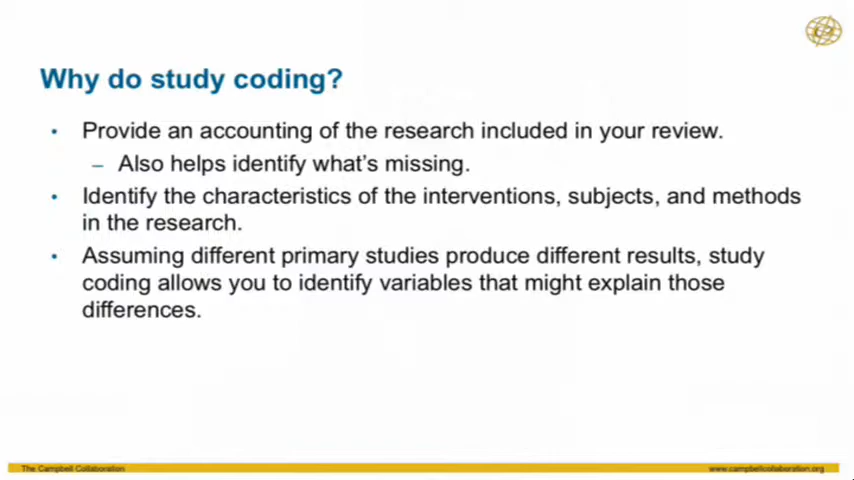 Why do study coding?
• Provide an accounting of the research included in your review.
– Also helps identify what's missing.
• Identify the characteristics of the interventions, subjects, and methods
in the research.
• Assuming different primary studies produce different results, study
coding allows you to identify variables that might explain those
differences.
The Campbell Collaboration
www.campbellcollaboration.org